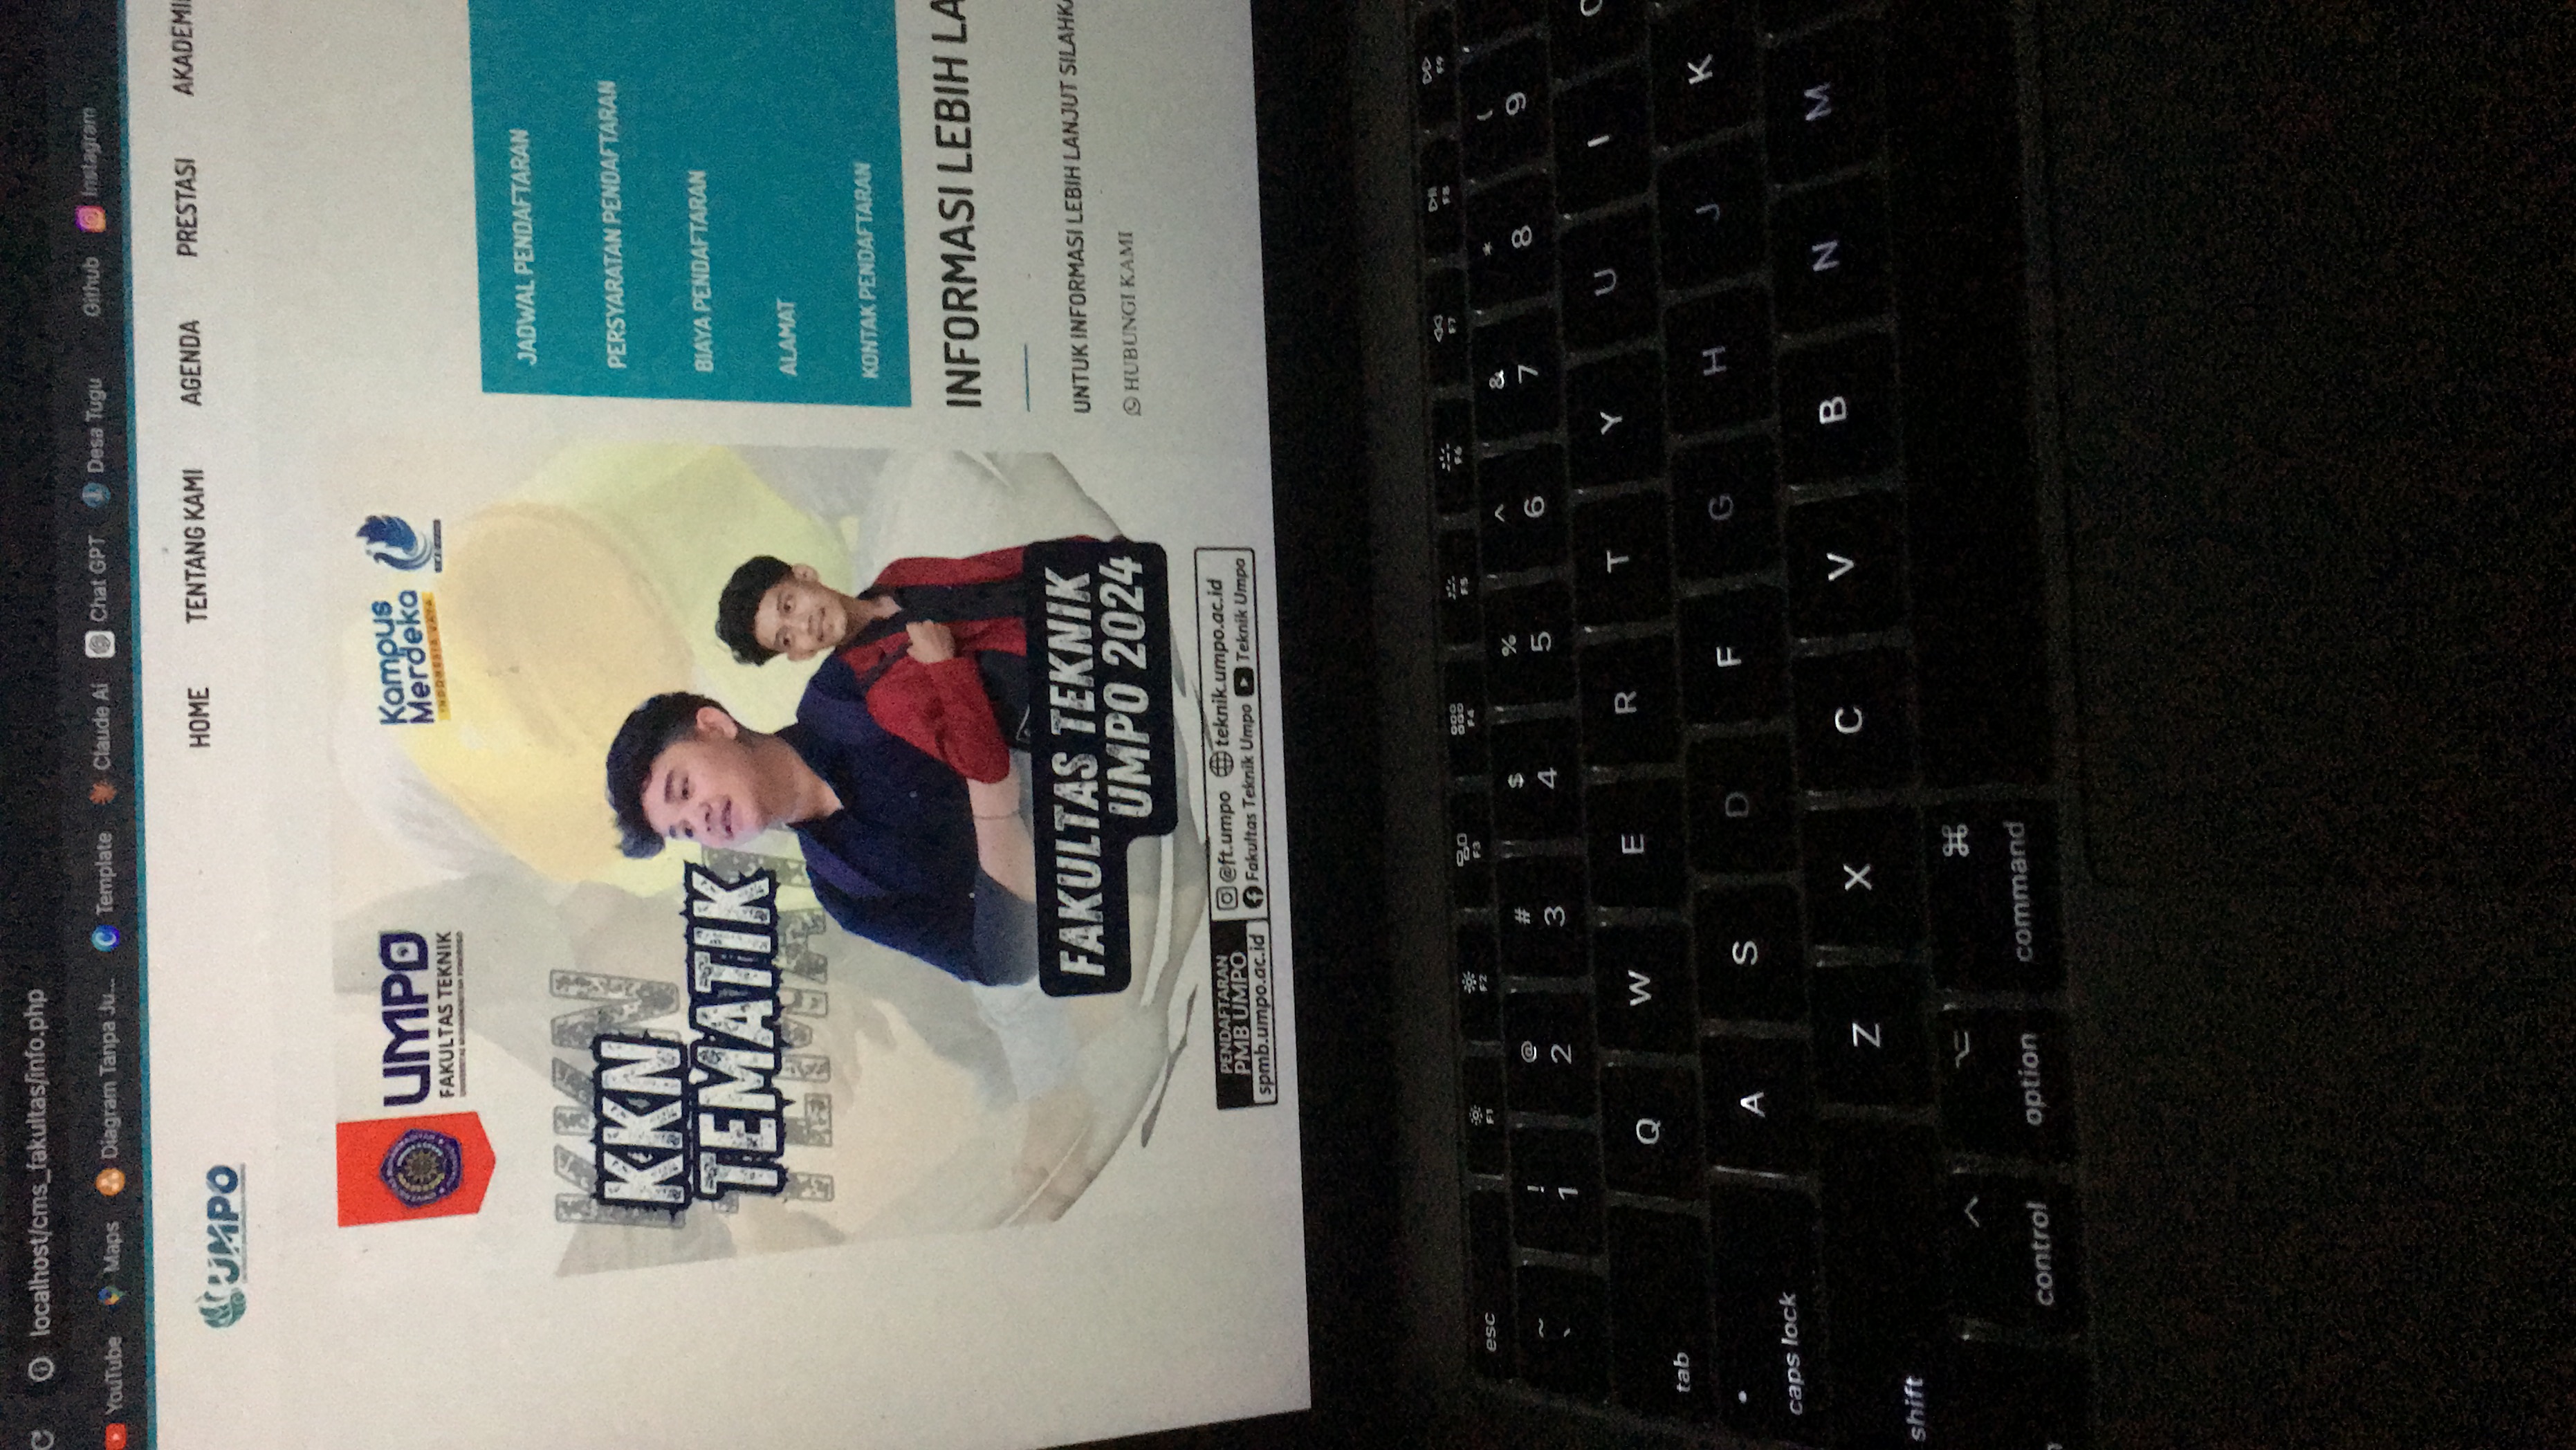 localhost/cms_fakultas/info.php
YouTube Maps Diagram Tanpa Ju... Template Claude Ai Chat GPT Desa Tugu Github Instagram
UMPO
HOME TENTANG KAMI AGENDA PRESTASI AKADEMI
UMPO
FAKULTAS TEKNIK
UNIVERSITAS MUHAMMADIYAH PONOROGO
Kampus
Merdeka
INDONESIA JAYA
KKN
TEMATIK
FAKULTAS TEKNIK
UMPO 2024
PENDAFTARAN
PMB UMPO
spmb.umpo.ac.id
@ft.umpo teknik.umpo.ac.id
Fakultas Teknik Umpo Teknik Umpo
JADWAL PENDAFTARAN
PERSYARATAN PENDAFTARAN
BIAYA PENDAFTARAN
ALAMAT
KONTAK PENDAFTARAN
INFORMASI LEBIH LA
UNTUK INFORMASI LEBIH LANJUT SILAHKA
HUBUNGI KAMI
esc F1 F2 F3 F4 F5 F6 F7 F8 F9
~ ! @ # $ % ^ & * (
` 1 2 3 4 5 6 7 8 9
tab Q W E R T Y U I
caps lock A S D F G H J K
shift Z X C V B N M
control option command